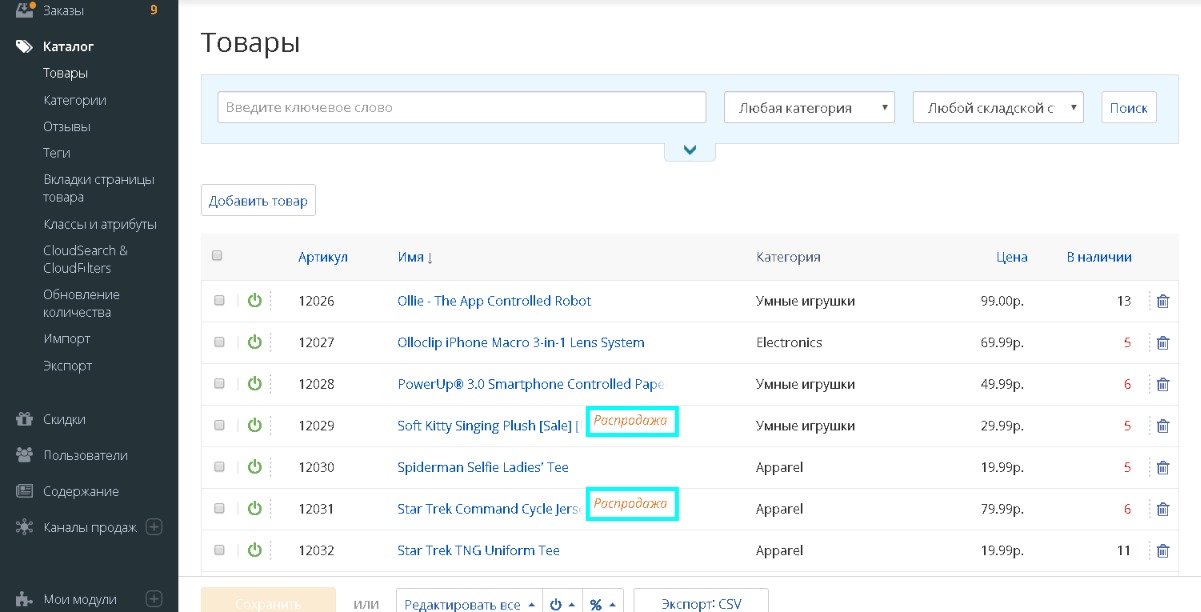 Заказы 9
Каталог
Товары
Категории
Отзывы
Теги
Вкладки страницы
товара
Классы и атрибуты
CloudSearch &
CloudFilters
Обновление
количества
Импорт
Экспорт
Скидки
Пользователи
Содержание
Каналы продаж
Мои модули
Товары
Введите ключевое слово Любая категория Любой складской с Поиск
Добавить товар
Артикул Имя ↓ Категория Цена В наличии
12026 Ollie - The App Controlled Robot Умные игрушки 99.00р. 13
12027 Olloclip iPhone Macro 3-in-1 Lens System Electronics 69.99р. 5
12028 PowerUp® 3.0 Smartphone Controlled Pape Умные игрушки 49.99р. 6
12029 Soft Kitty Singing Plush [Sale] [ Распродажа Умные игрушки 29.99р. 5
12030 Spiderman Selfie Ladies’ Tee Apparel 19.99р. 5
12031 Star Trek Command Cycle Jers Распродажа Apparel 79.99р. 6
12032 Star Trek TNG Uniform Tee Apparel 19.99р. 11
Сохранить или Редактировать все % Экспорт: CSV